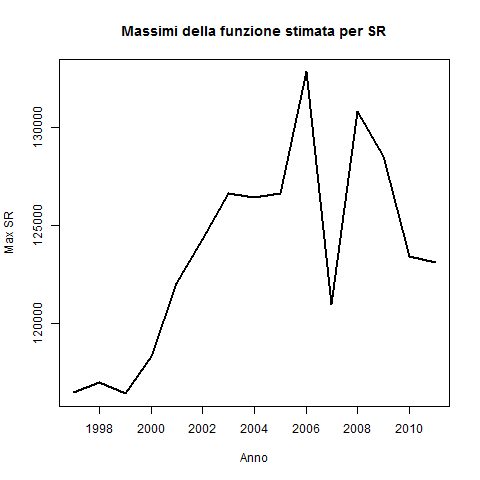 Massimi della funzione stimata per SR
Max SR
130000
125000
120000
1998 2000 2002 2004 2006 2008 2010
Anno